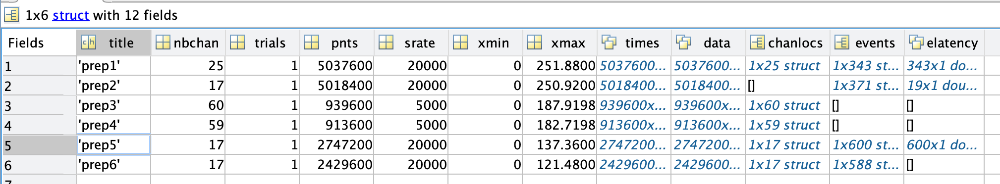 1x6 struct with 12 fields
Fields title nbchan trials pnts srate xmin xmax times data chanlocs events elatency
1 'prep1' 25 1 5037600 20000 0 251.8800 5037600... 5037600... 1x25 struct 1x343 st... 343x1 do...
2 'prep2' 17 1 5018400 20000 0 250.9200 5018400... 5018400... [] 1x371 st... 19x1 dou...
3 'prep3' 60 1 939600 5000 0 187.9198 939600x... 939600x... 1x60 struct [] []
4 'prep4' 59 1 913600 5000 0 182.7198 913600x... 913600x... 1x59 struct [] []
5 'prep5' 17 1 2747200 20000 0 137.3600 2747200... 2747200... 1x17 struct 1x600 st... 600x1 do...
6 'prep6' 17 1 2429600 20000 0 121.4800 2429600... 2429600... 1x17 struct 1x588 st... []